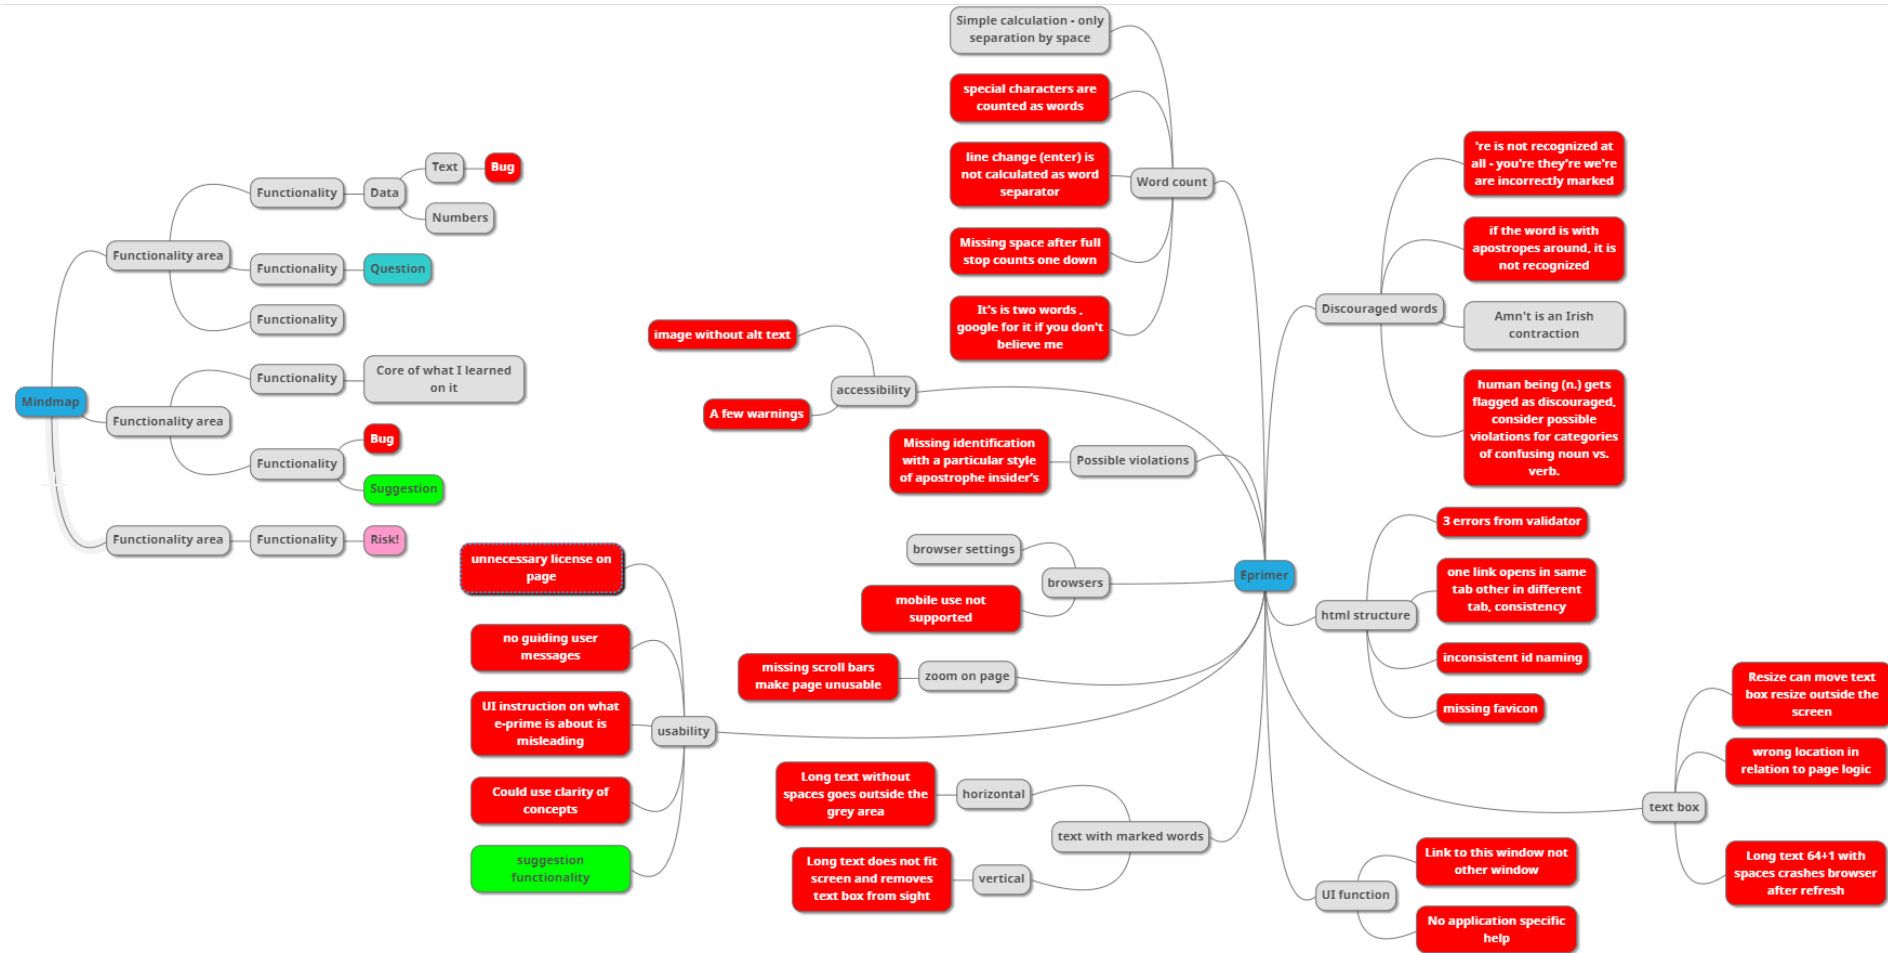 Mindmap
Functionality area
Functionality
Data
Text
Bug
Numbers
Functionality
Question
Functionality
Functionality area
Functionality
Core of what I learned
on it
Functionality
Bug
Suggestion
Functionality area
Functionality
Risk!
Eprimer
Word count
Simple calculation - only
separation by space
special characters are
counted as words
line change (enter) is
not calculated as word
separator
Missing space after full
stop counts one down
It's is two words ,
google for it if you don't
believe me
accessibility
image without alt text
A few warnings
Possible violations
Missing identification
with a particular style
of apostrophe insider's
browsers
browser settings
mobile use not
supported
zoom on page
missing scroll bars
make page unusable
usability
unnecessary license on
page
no guiding user
messages
UI instruction on what
e-prime is about is
misleading
Could use clarity of
concepts
suggestion
functionality
text with marked words
horizontal
Long text without
spaces goes outside the
grey area
vertical
Long text does not fit
screen and removes
text box from sight
Discouraged words
're is not recognized at
all - you're they're we're
are incorrectly marked
if the word is with
apostropes around, it is
not recognized
Amn't is an Irish
contraction
human being (n.) gets
flagged as discouraged,
consider possible
violations for categories
of confusing noun vs.
verb.
html structure
3 errors from validator
one link opens in same
tab other in different
tab, consistency
inconsistent id naming
missing favicon
text box
Resize can move text
box resize outside the
screen
wrong location in
relation to page logic
Long text 64+1 with
spaces crashes browser
after refresh
UI function
Link to this window not
other window
No application specific
help